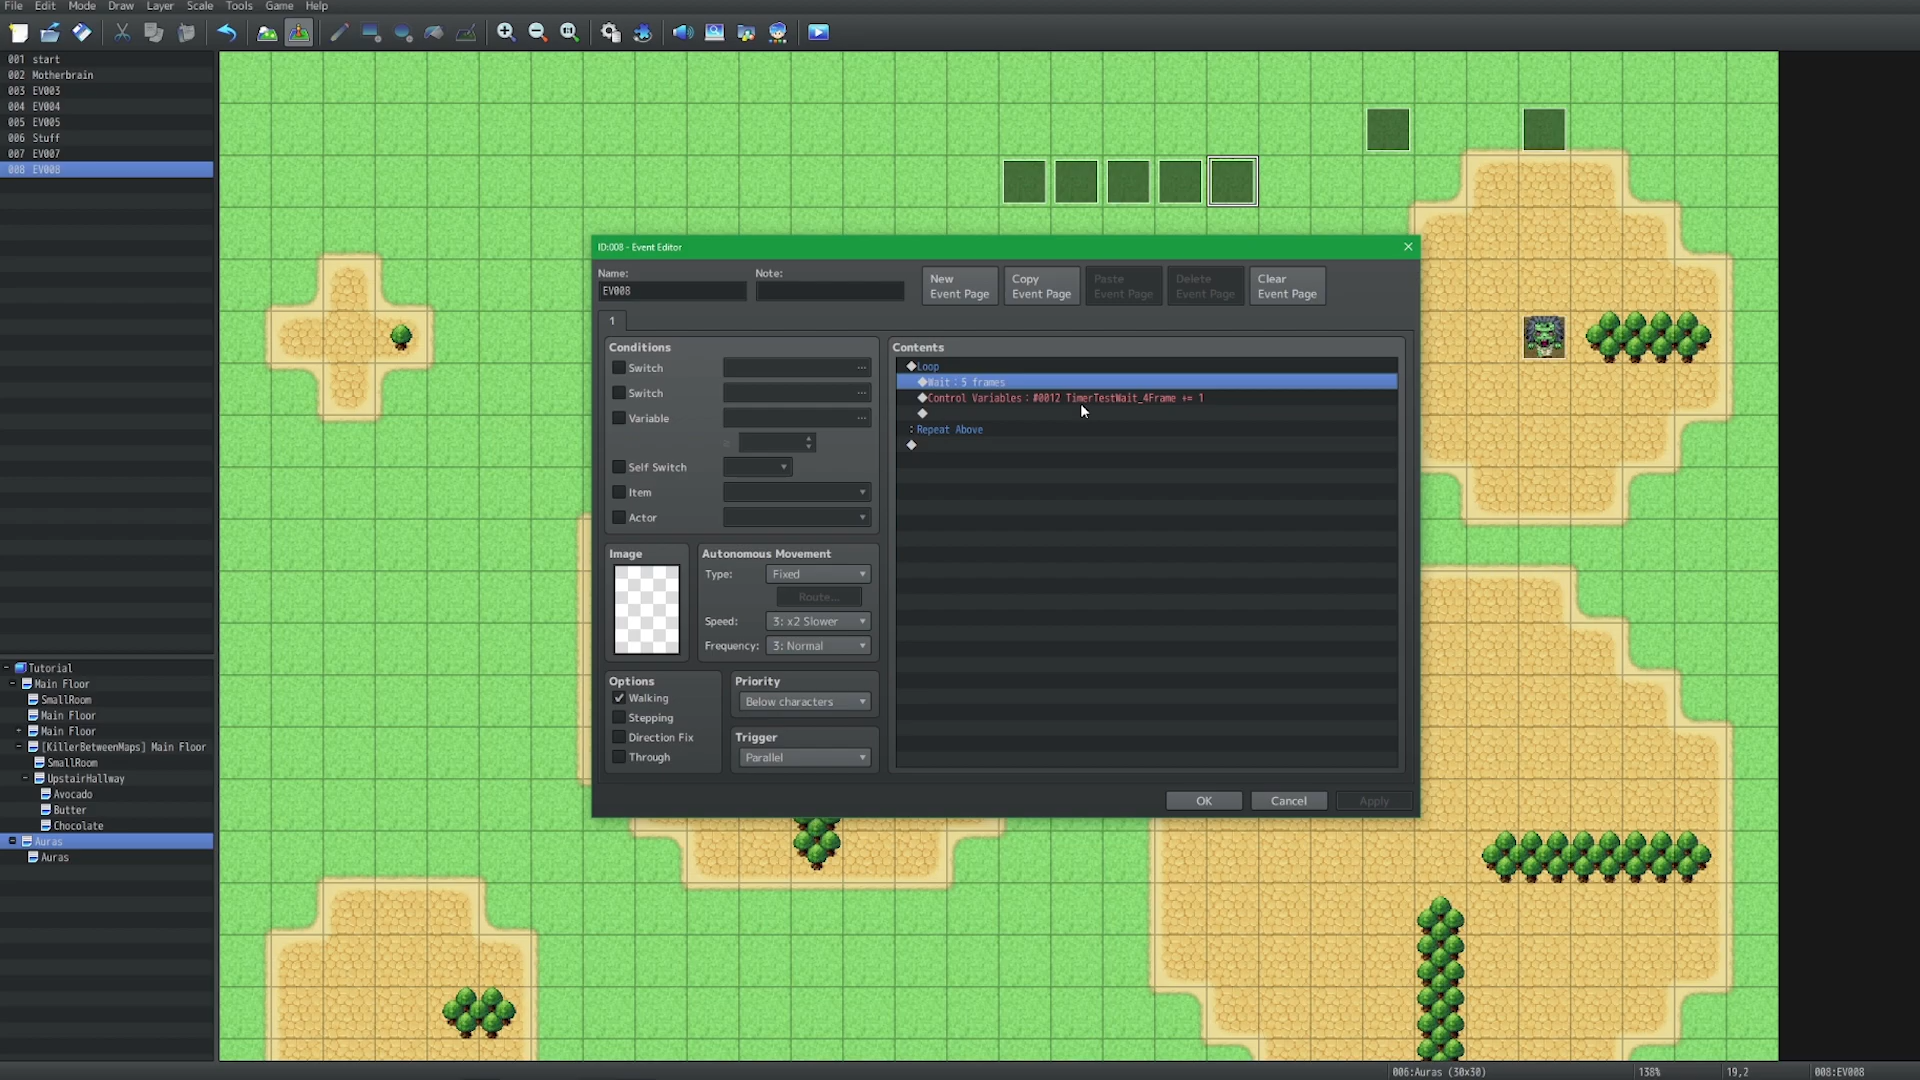 File Edit Mode Draw Layer Scale Tools Game Help
001 start
002 Motherbrain
003 EV003
004 EV004
005 EV005
006 Stuff
007 EV007
008 EV008
ID:008 - Event Editor
Name:
Note:
EV008
New Event Page
Copy Event Page
Paste Event Page
Delete Event Page
Clear Event Page
1
Conditions
Switch
Switch
Variable
≥
Self Switch
Item
Actor
Contents
◆Loop
◆Wait : 5 frames
◆Control Variables : #0012 TimerTestWait_4Frame += 1
◆
: Repeat Above
◆
Image
Autonomous Movement
Type: Fixed
Route...
Speed: 3: x2 Slower
Frequency: 3: Normal
Options
Walking
Stepping
Direction Fix
Through
Priority
Below characters
Trigger
Parallel
OK
Cancel
Apply
Tutorial
Main Floor
SmallRoom
Main Floor
Main Floor
[KillerBetweenMaps] Main Floor
SmallRoom
UpstairHallway
Avocado
Butter
Chocolate
Auras
Auras
006:Auras (30x30)
138%
19,2
008:EV008